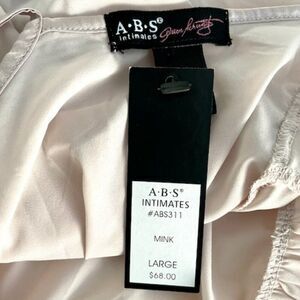 A·B·S®
intimates
A·B·S®
INTIMATES
#ABS311
MINK
LARGE
$68.00